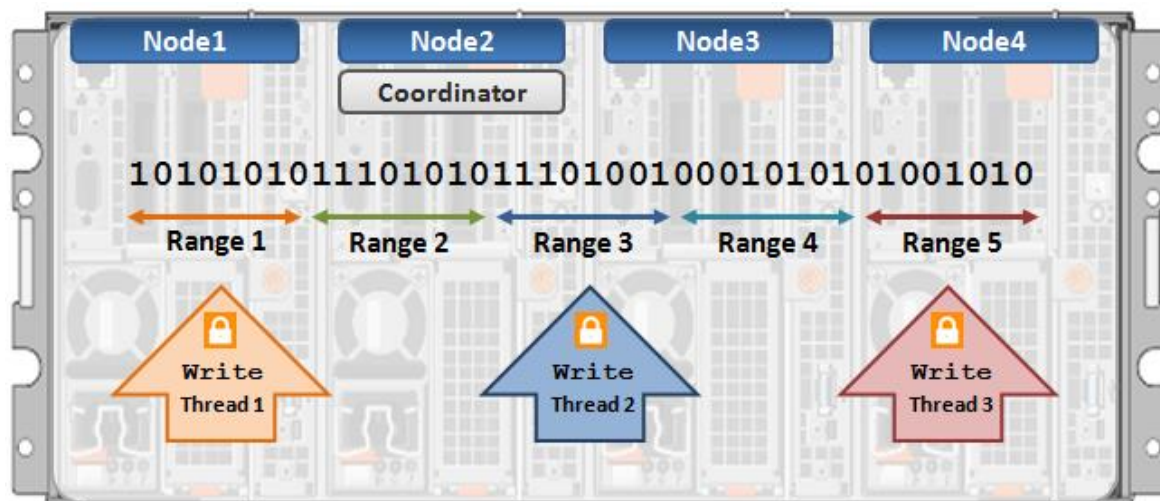 Node1 Node2 Node3 Node4
Coordinator
1010101011101010111010010001010101001010
Range 1 Range 2 Range 3 Range 4 Range 5
Write Write Write
Thread 1 Thread 2 Thread 3